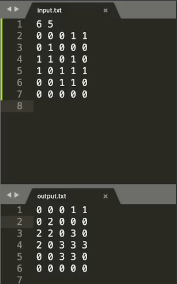 input.txt
1 6 5
2 0 0 0 1 1
3 0 1 0 0 0
4 1 1 0 1 0
5 1 0 1 1 1
6 0 0 1 1 0
7 0 0 0 0 0
8
output.txt
1 0 0 0 1 1
2 0 2 0 0 0
3 2 2 0 3 0
4 2 0 3 3 3
5 0 0 3 3 0
6 0 0 0 0 0
7